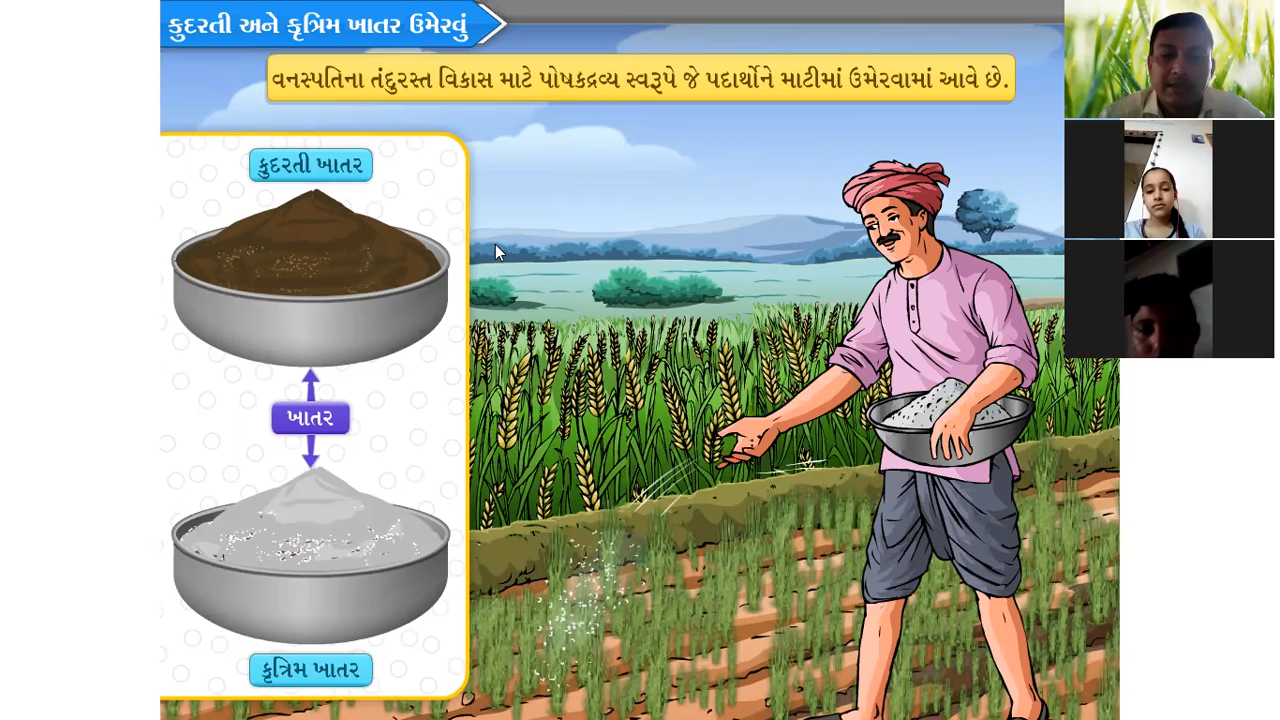 કુદરતી અને કૃત્રિમ ખાતર ઉમેરવું
વનસ્પતિના તંદુરસ્ત વિકાસ માટે પોષકદ્રવ્ય સ્વરૂપે જે પદાર્થોને માટીમાં ઉમેરવામાં આવે છે.
કુદરતી ખાતર
ખાતર
કૃત્રિમ ખાતર